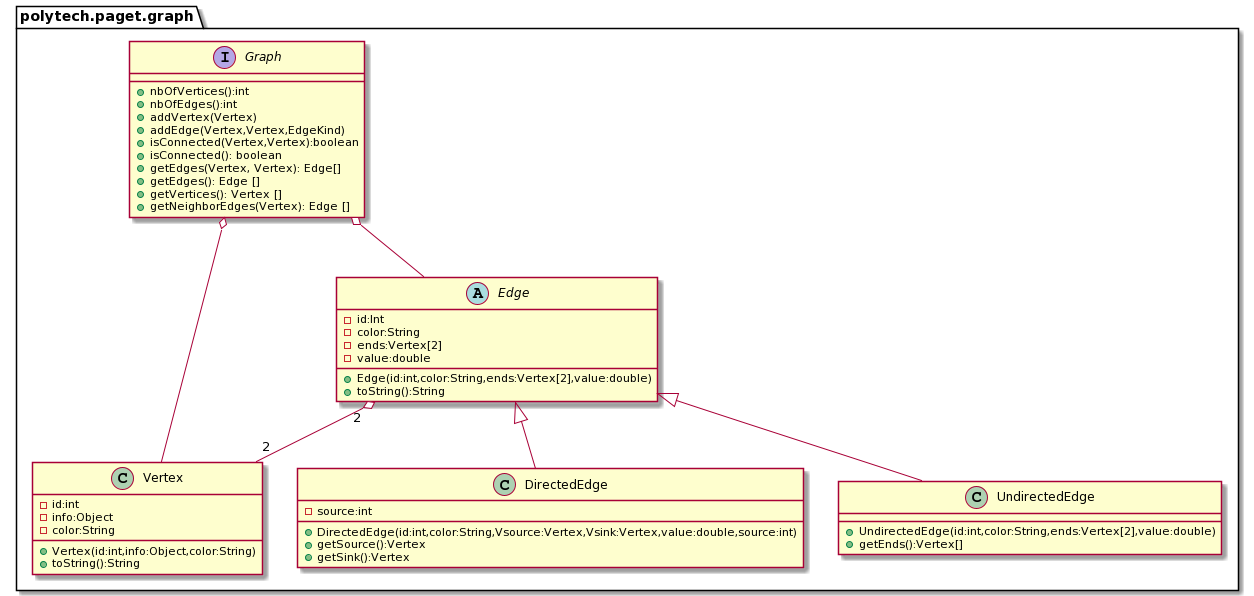 polytech.paget.graph
I Graph
nbOfVertices():int
nbOfEdges():int
addVertex(Vertex)
addEdge(Vertex,Vertex,EdgeKind)
isConnected(Vertex,Vertex):boolean
isConnected(): boolean
getEdges(Vertex, Vertex): Edge[]
getEdges(): Edge []
getVertices(): Vertex []
getNeighborEdges(Vertex): Edge []
A Edge
id:Int
color:String
ends:Vertex[2]
value:double
Edge(id:int,color:String,ends:Vertex[2],value:double)
toString():String
2
2
C Vertex
id:int
info:Object
color:String
Vertex(id:int,info:Object,color:String)
toString():String
C DirectedEdge
source:int
DirectedEdge(id:int,color:String,Vsource:Vertex,Vsink:Vertex,value:double,source:int)
getSource():Vertex
getSink():Vertex
C UndirectedEdge
UndirectedEdge(id:int,color:String,ends:Vertex[2],value:double)
getEnds():Vertex[]